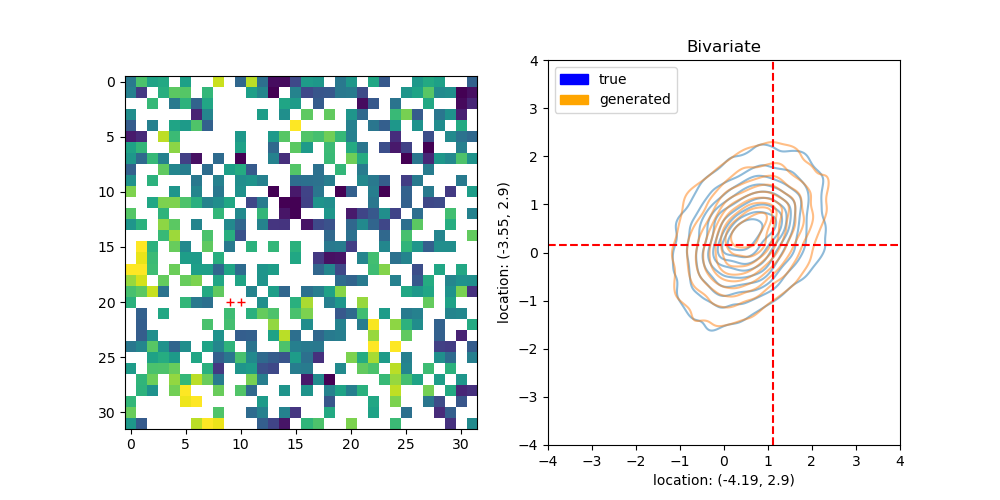 0
5
10
15
20
25
30
0 5 10 15 20 25 30
Bivariate
true
generated
4
3
2
1
0
−1
−2
−3
−4
−4 −3 −2 −1 0 1 2 3 4
location: (-3.55, 2.9)
location: (-4.19, 2.9)